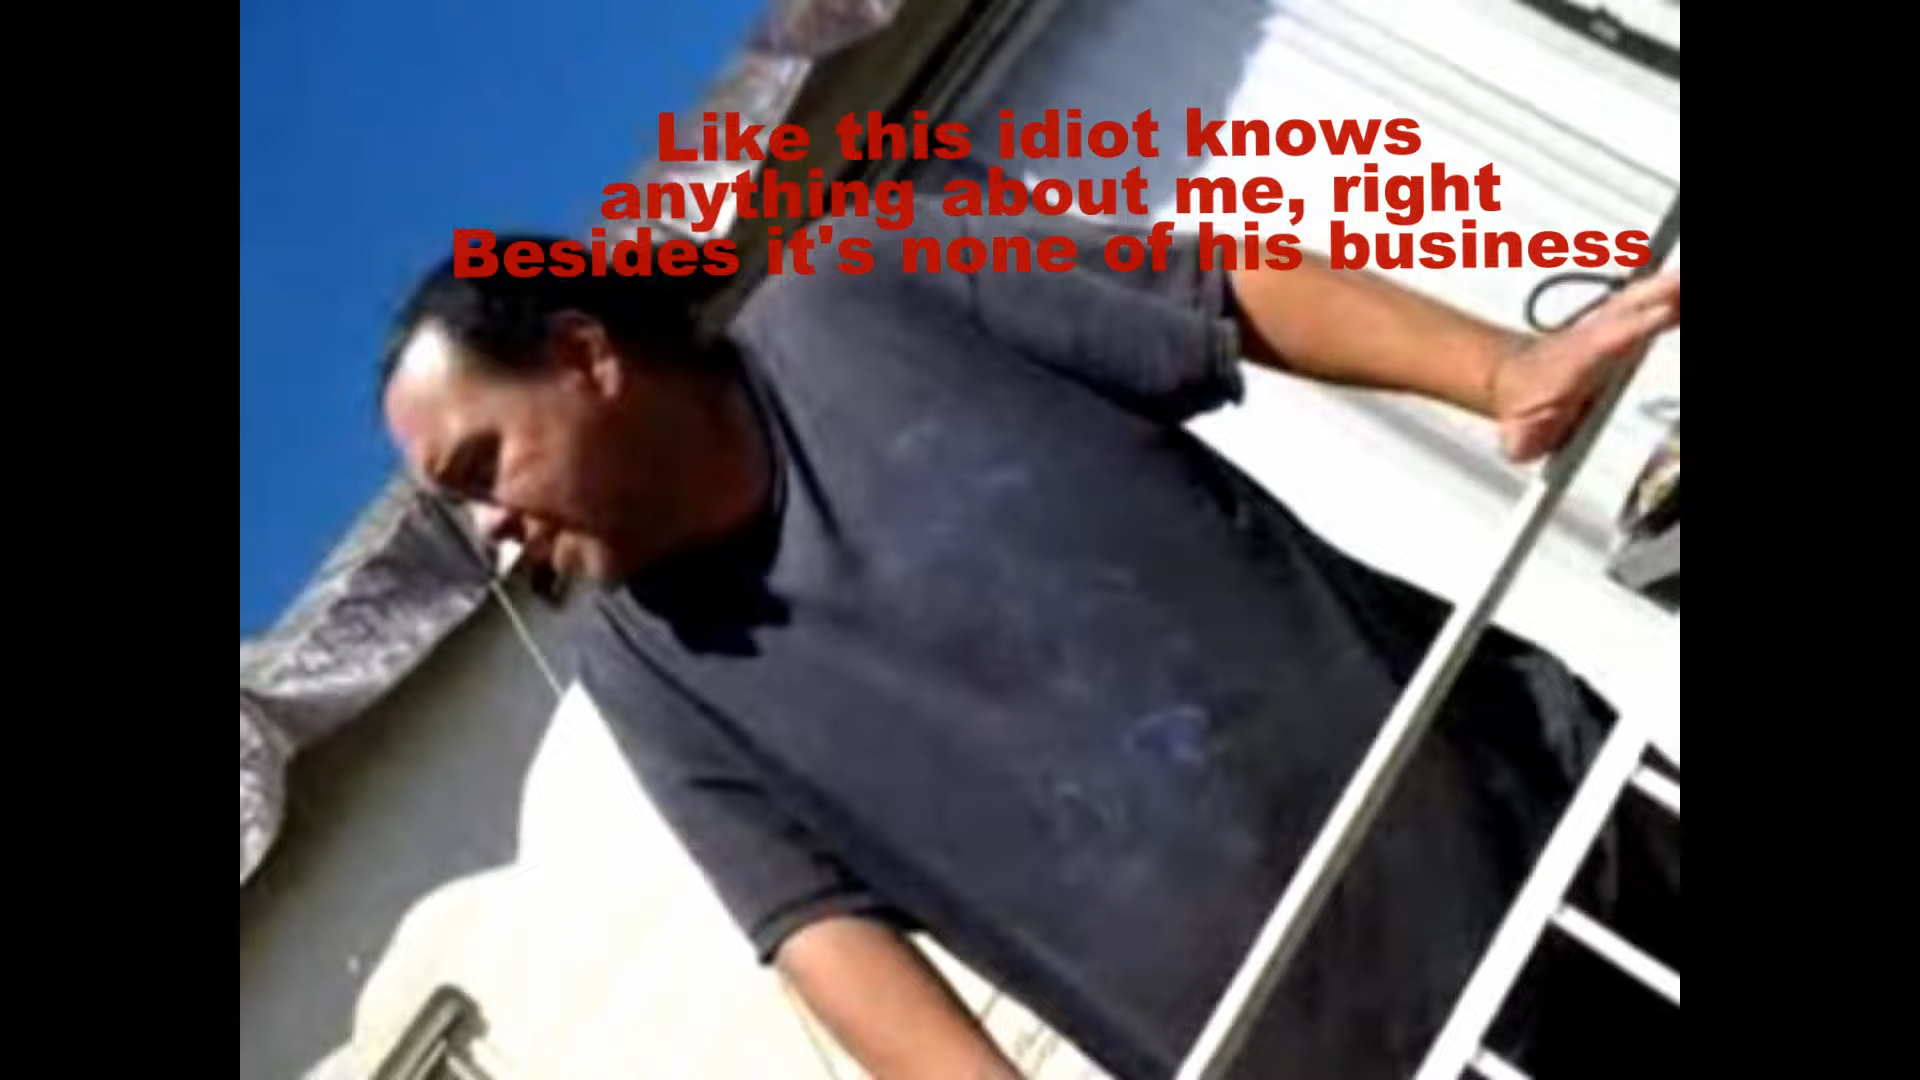 Like this idiot knows
anything about me, right
Besides it's none of his business